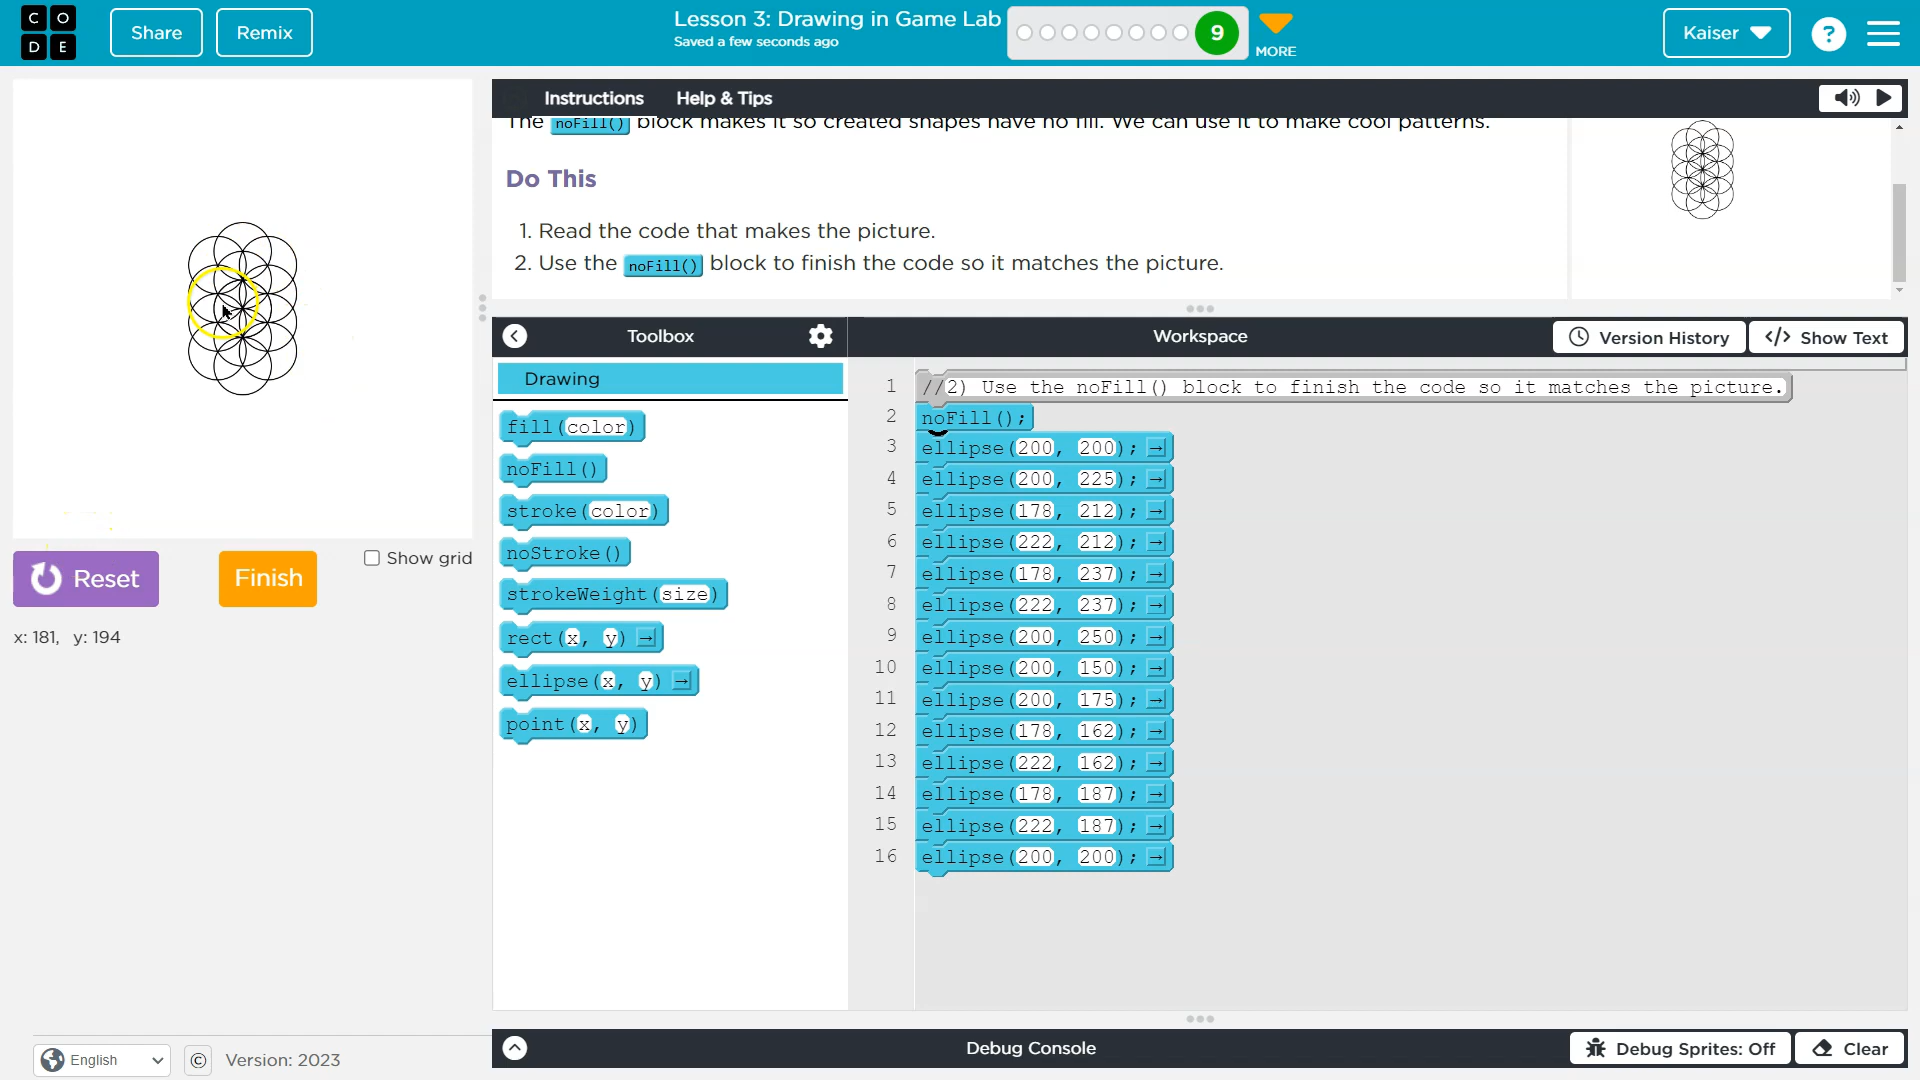 CODE
Share
Remix
Lesson 3: Drawing in Game Lab
Saved a few seconds ago
9
MORE
Kaiser
?
Instructions
Help & Tips
The noFill() block makes it so created shapes have no fill. We can use it to make cool patterns.
Do This
1. Read the code that makes the picture.
2. Use the noFill() block to finish the code so it matches the picture.
Toolbox
Workspace
Version History
</> Show Text
Drawing
fill(color)
noFill()
stroke(color)
noStroke()
strokeWeight(size)
rect(x, y) →
ellipse(x, y) →
point(x, y)
1 //2) Use the noFill() block to finish the code so it matches the picture.
2 noFill();
3 ellipse(200, 200); →
4 ellipse(200, 225); →
5 ellipse(178, 212); →
6 ellipse(222, 212); →
7 ellipse(178, 237); →
8 ellipse(222, 237); →
9 ellipse(200, 250); →
10 ellipse(200, 150); →
11 ellipse(200, 175); →
12 ellipse(178, 162); →
13 ellipse(222, 162); →
14 ellipse(178, 187); →
15 ellipse(222, 187); →
16 ellipse(200, 200); →
Reset
Finish
Show grid
x: 181, y: 194
English
©
Version: 2023
Debug Console
Debug Sprites: Off
Clear